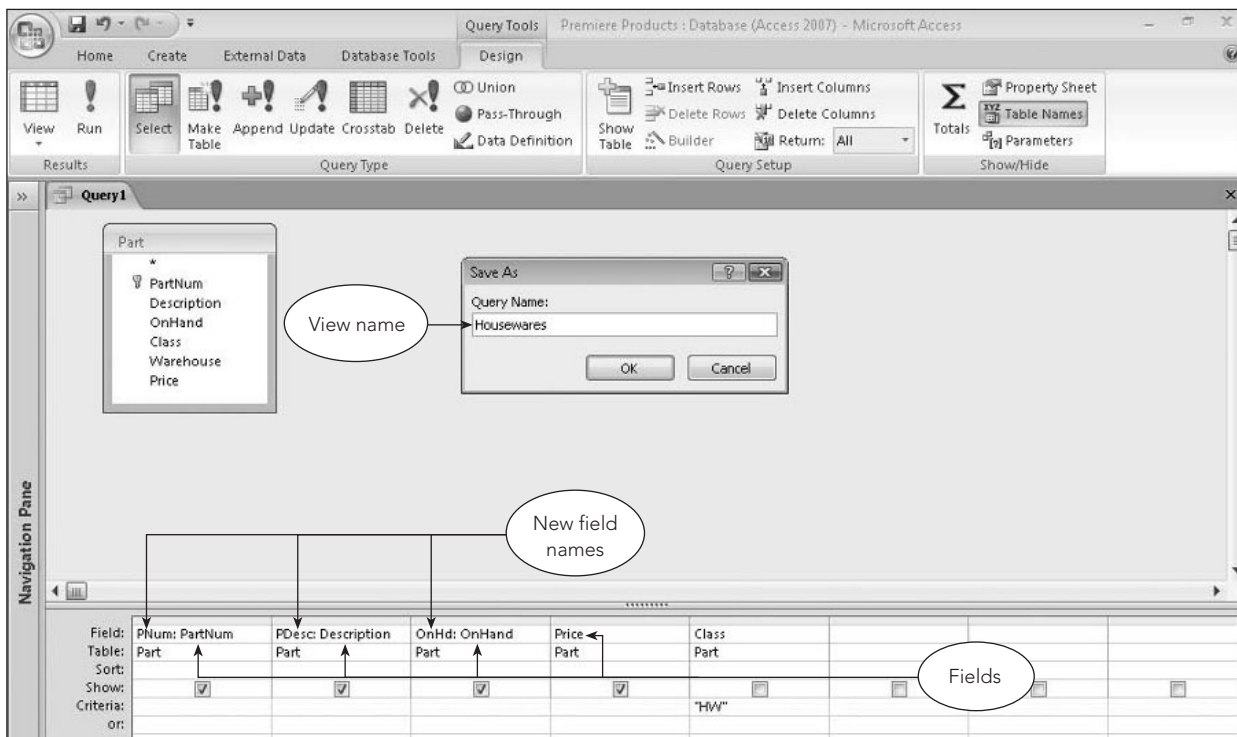 Query Tools
Premiere Products : Database (Access 2007) - Microsoft Access
Home Create External Data Database Tools Design
View
Run
Results
Select
Make Table
Append
Update
Crosstab
Delete
Union
Pass-Through
Data Definition
Query Type
Show Table
Insert Rows
Delete Rows
Builder
Insert Columns
Delete Columns
Return: All
Query Setup
Totals
Property Sheet
Table Names
Parameters
Show/Hide
Query1
Part
*
PartNum
Description
OnHand
Class
Warehouse
Price
View name
Save As
Query Name:
Housewares
OK
Cancel
Navigation Pane
New field
names
Field: PNum: PartNum PDesc: Description OnHd: OnHand Price Class
Table: Part Part Part Part Part
Sort:
Show:
Criteria: "HW"
or:
Fields